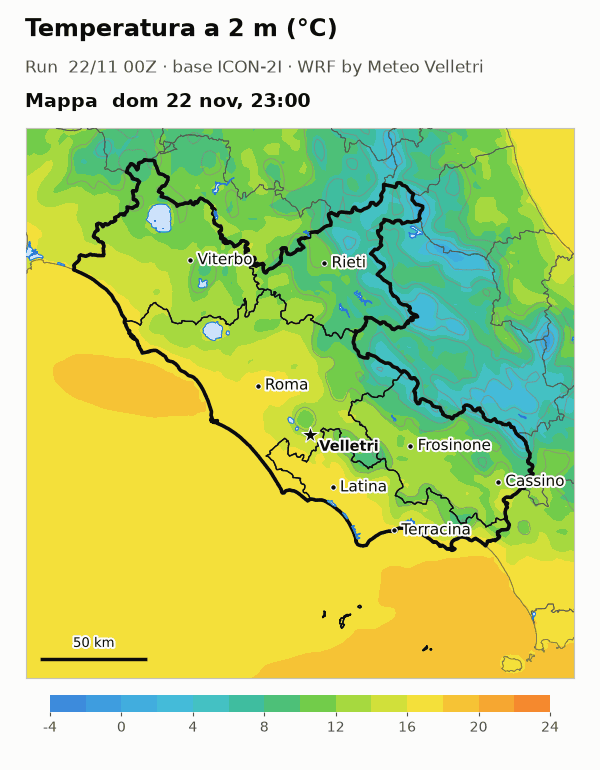 Temperatura a 2 m (°C)
Run  22/11 00Z · base ICON-2I · WRF by Meteo Velletri
Mappa  dom 22 nov, 23:00
Viterbo
Rieti
Roma
Velletri
Frosinone
Latina
Cassino
Terracina
50 km
-4 0 4 8 12 16 20 24